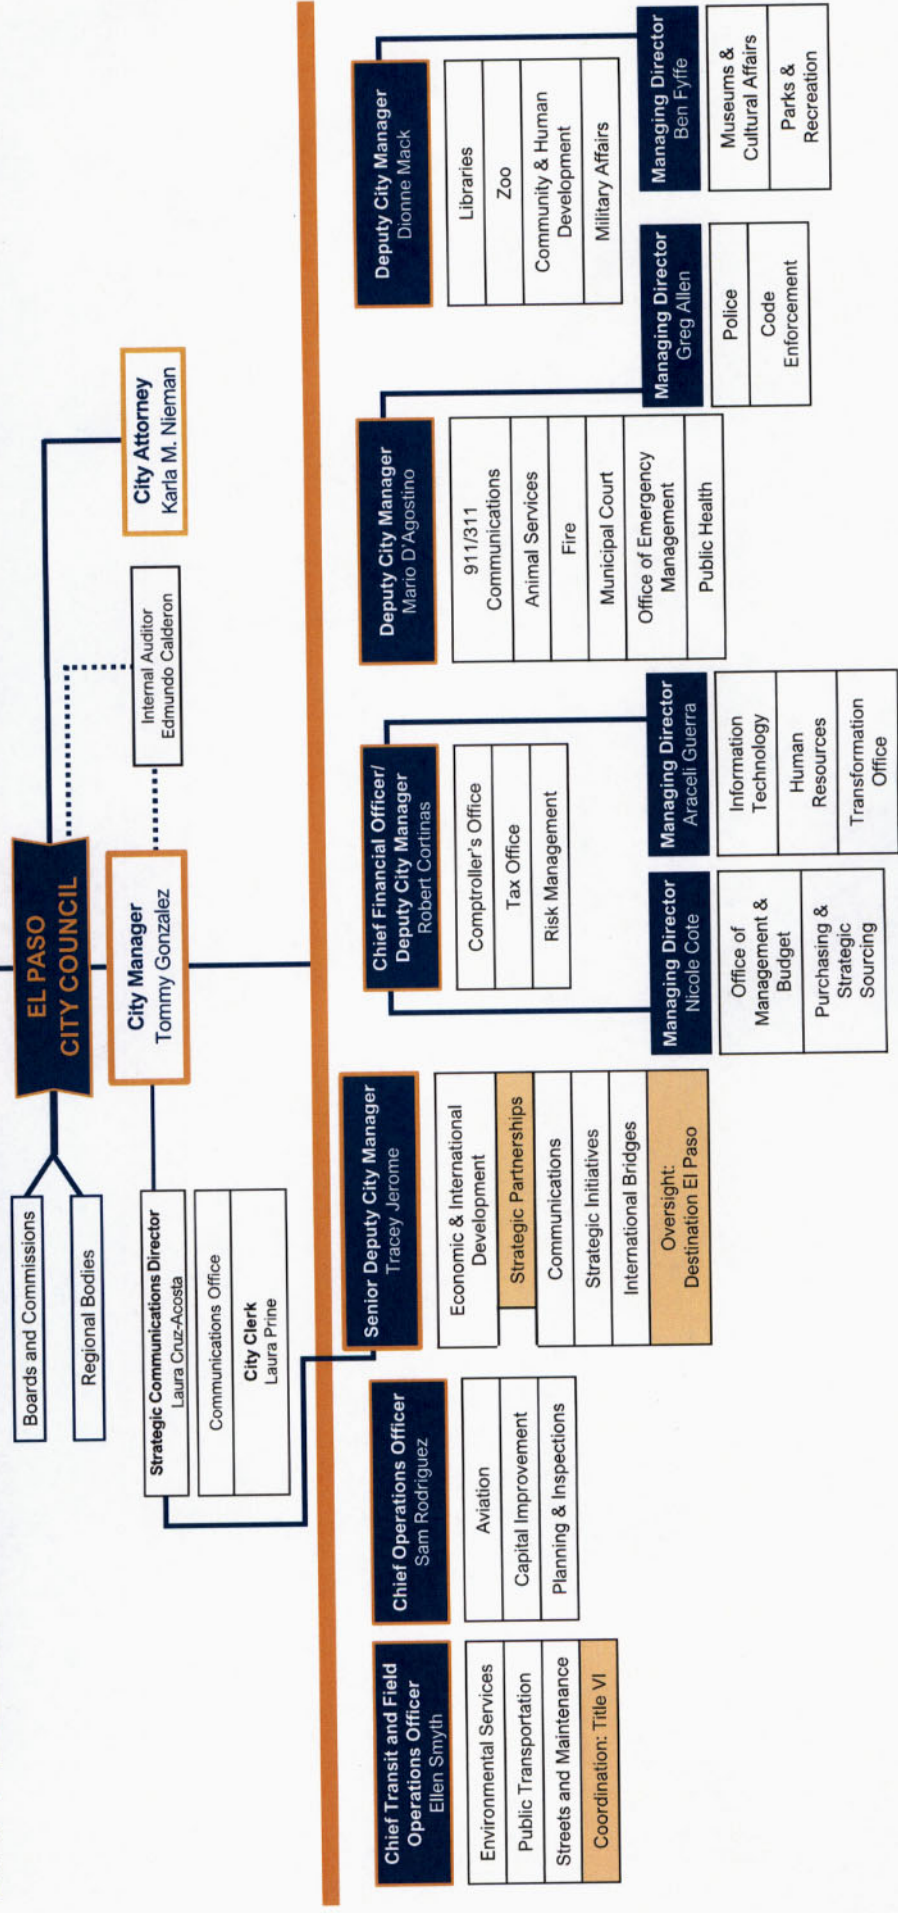 EL PASO
CITY COUNCIL
Boards and Commissions
Regional Bodies
City Manager
Tommy Gonzalez
Internal Auditor
Edmundo Calderon
City Attorney
Karla M. Nieman
Strategic Communications Director
Laura Cruz-Acosta
Communications Office
City Clerk
Laura Prine
Chief Transit and Field
Operations Officer
Ellen Smyth
Environmental Services
Public Transportation
Streets and Maintenance
Coordination: Title VI
Chief Operations Officer
Sam Rodriguez
Aviation
Capital Improvement
Planning & Inspections
Senior Deputy City Manager
Tracey Jerome
Economic & International
Development
Strategic Partnerships
Communications
Strategic Initiatives
International Bridges
Oversight:
Destination El Paso
Chief Financial Officer/
Deputy City Manager
Robert Cortinas
Comptroller's Office
Tax Office
Risk Management
Managing Director
Nicole Cote
Office of
Management &
Budget
Purchasing &
Strategic
Sourcing
Managing Director
Araceli Guerra
Information
Technology
Human
Resources
Transformation
Office
Deputy City Manager
Mario D'Agostino
911/311
Communications
Animal Services
Fire
Municipal Court
Office of Emergency
Management
Public Health
Managing Director
Greg Allen
Police
Code
Enforcement
Deputy City Manager
Dionne Mack
Libraries
Zoo
Community & Human
Development
Military Affairs
Managing Director
Ben Fyffe
Museums &
Cultural Affairs
Parks &
Recreation